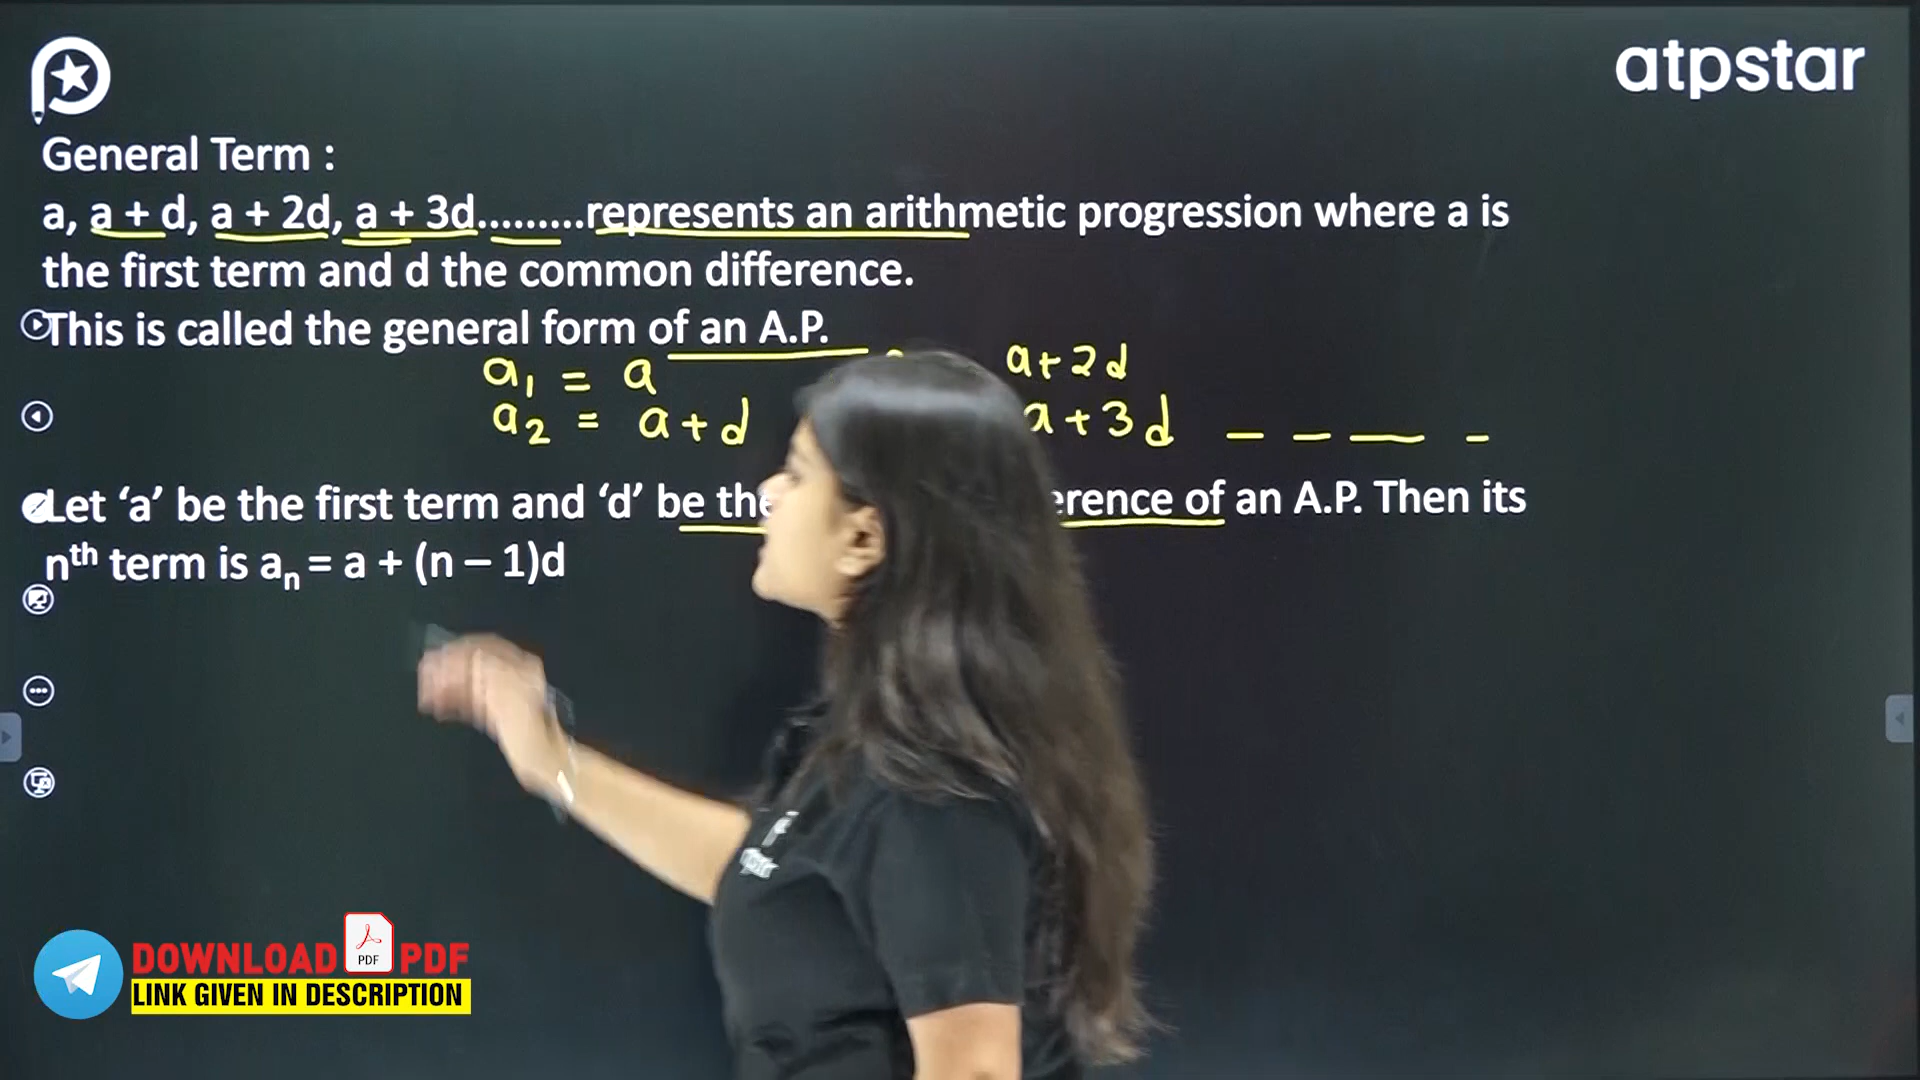 atpstar
General Term :
a, a + d, a + 2d, a + 3d.........represents an arithmetic progression where a is
the first term and d the common difference.
This is called the general form of an A.P.
a₁ = a a+2d
a₂ = a+d a+3d _ _ _ _
Let ‘a’ be the first term and ‘d’ be the of an A.P. Then its
nᵗʰ term is aₙ = a + (n – 1)d
DOWNLOAD PDF PDF
LINK GIVEN IN DESCRIPTION